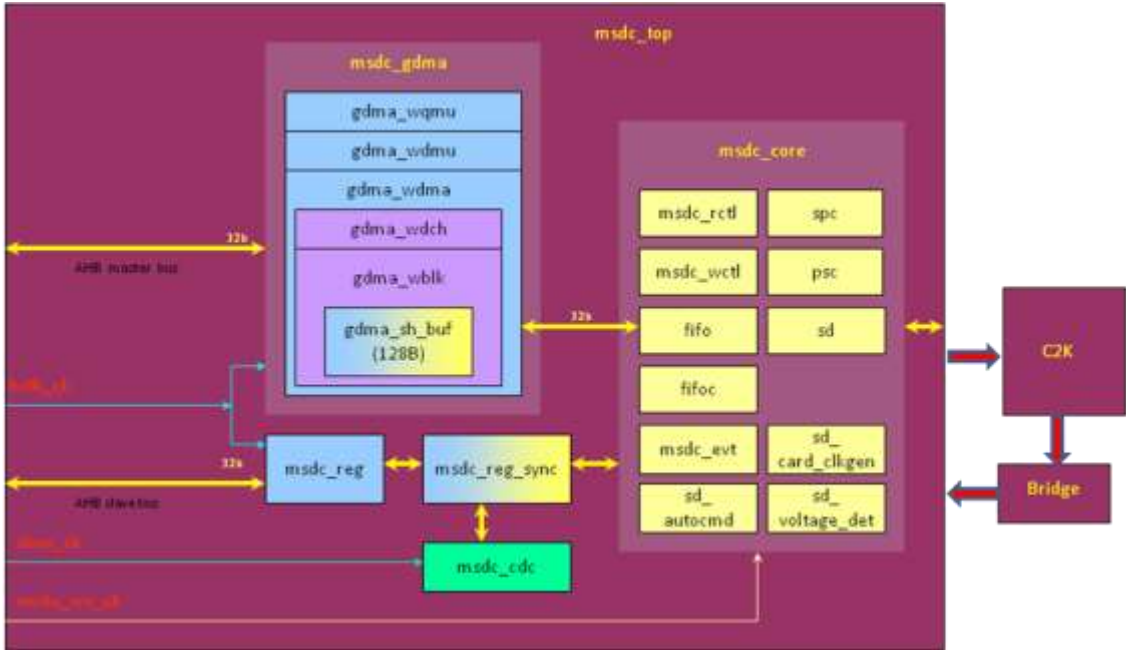 msdc_top
msdc_gdma
gdma_wqmu
gdma_wdmu
gdma_wdma
gdma_wdch
gdma_wblk
gdma_sh_buf
(128B)
32b
AHB master bus
32b
msdc_core
msdc_rctl
spc
msdc_wctl
psc
fifo
sd
fifoc
msdc_evt
sd_
card_clkgen
sd_
autocmd
sd_
voltage_det
C2K
Bridge
32b
AHB slave bus
msdc_reg
msdc_reg_sync
msdc_cdc